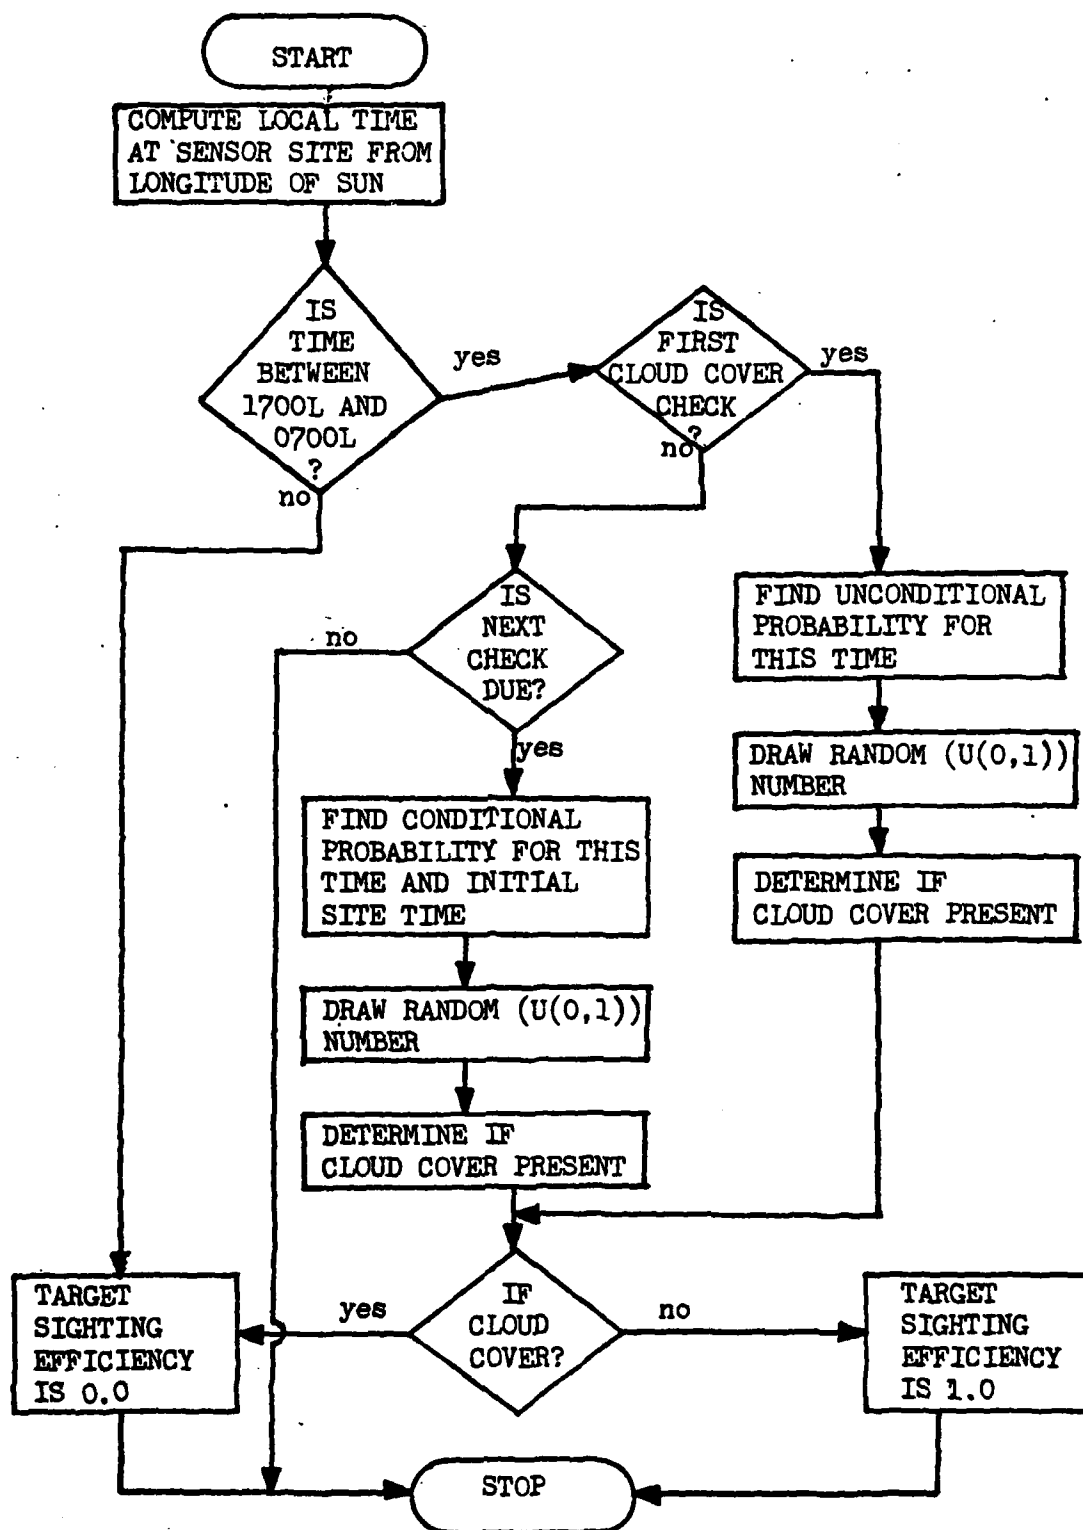 START
COMPUTE LOCAL TIME
AT SENSOR SITE FROM
LONGITUDE OF SUN
IS
TIME
BETWEEN
1700L AND
0700L
?
yes
no
IS
FIRST
CLOUD COVER
CHECK
?
yes
no
IS
NEXT
CHECK
DUE?
no
yes
FIND UNCONDITIONAL
PROBABILITY FOR
THIS TIME
DRAW RANDOM (U(0,1))
NUMBER
DETERMINE IF
CLOUD COVER PRESENT
FIND CONDITIONAL
PROBABILITY FOR THIS
TIME AND INITIAL
SITE TIME
DRAW RANDOM (U(0,1))
NUMBER
DETERMINE IF
CLOUD COVER PRESENT
IF
CLOUD
COVER?
yes
no
TARGET
SIGHTING
EFFICIENCY
IS 0.0
TARGET
SIGHTING
EFFICIENCY
IS 1.0
STOP